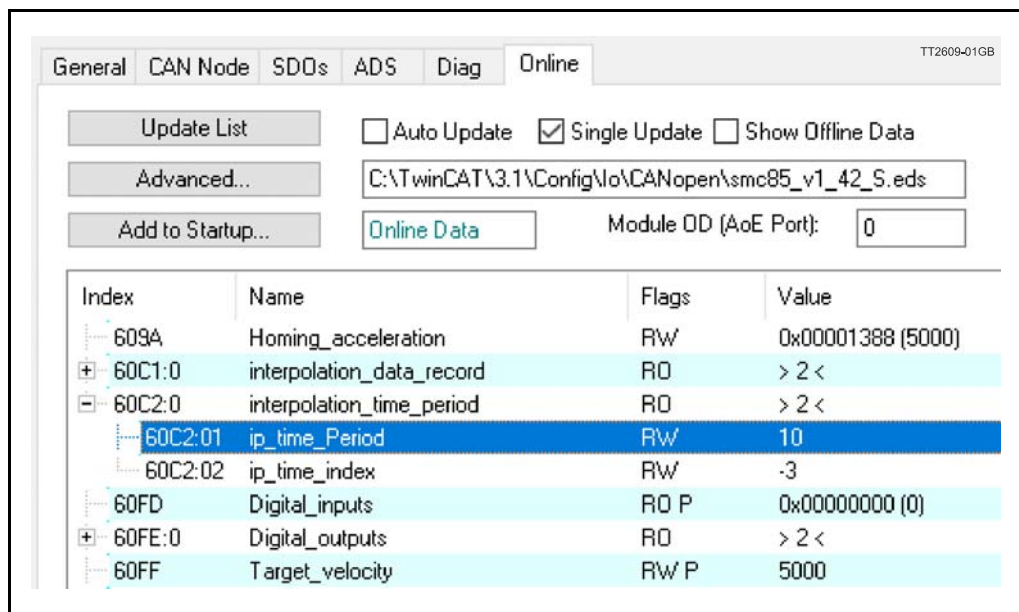 TT2609-01GB
General CAN Node SDOs ADS Diag Online
Update List Auto Update Single Update Show Offline Data
Advanced... C:\TwinCAT\3.1\Config\Io\CANopen\smc85_v1_42_S.eds
Add to Startup... Online Data Module OD (AoE Port): 0
Index Name Flags Value
609A Homing_acceleration RW 0x00001388 (5000)
60C1:0 interpolation_data_record RO > 2 <
60C2:0 interpolation_time_period RO > 2 <
60C2:01 ip_time_Period RW 10
60C2:02 ip_time_index RW -3
60FD Digital_inputs RO P 0x00000000 (0)
60FE:0 Digital_outputs RO > 2 <
60FF Target_velocity RW P 5000